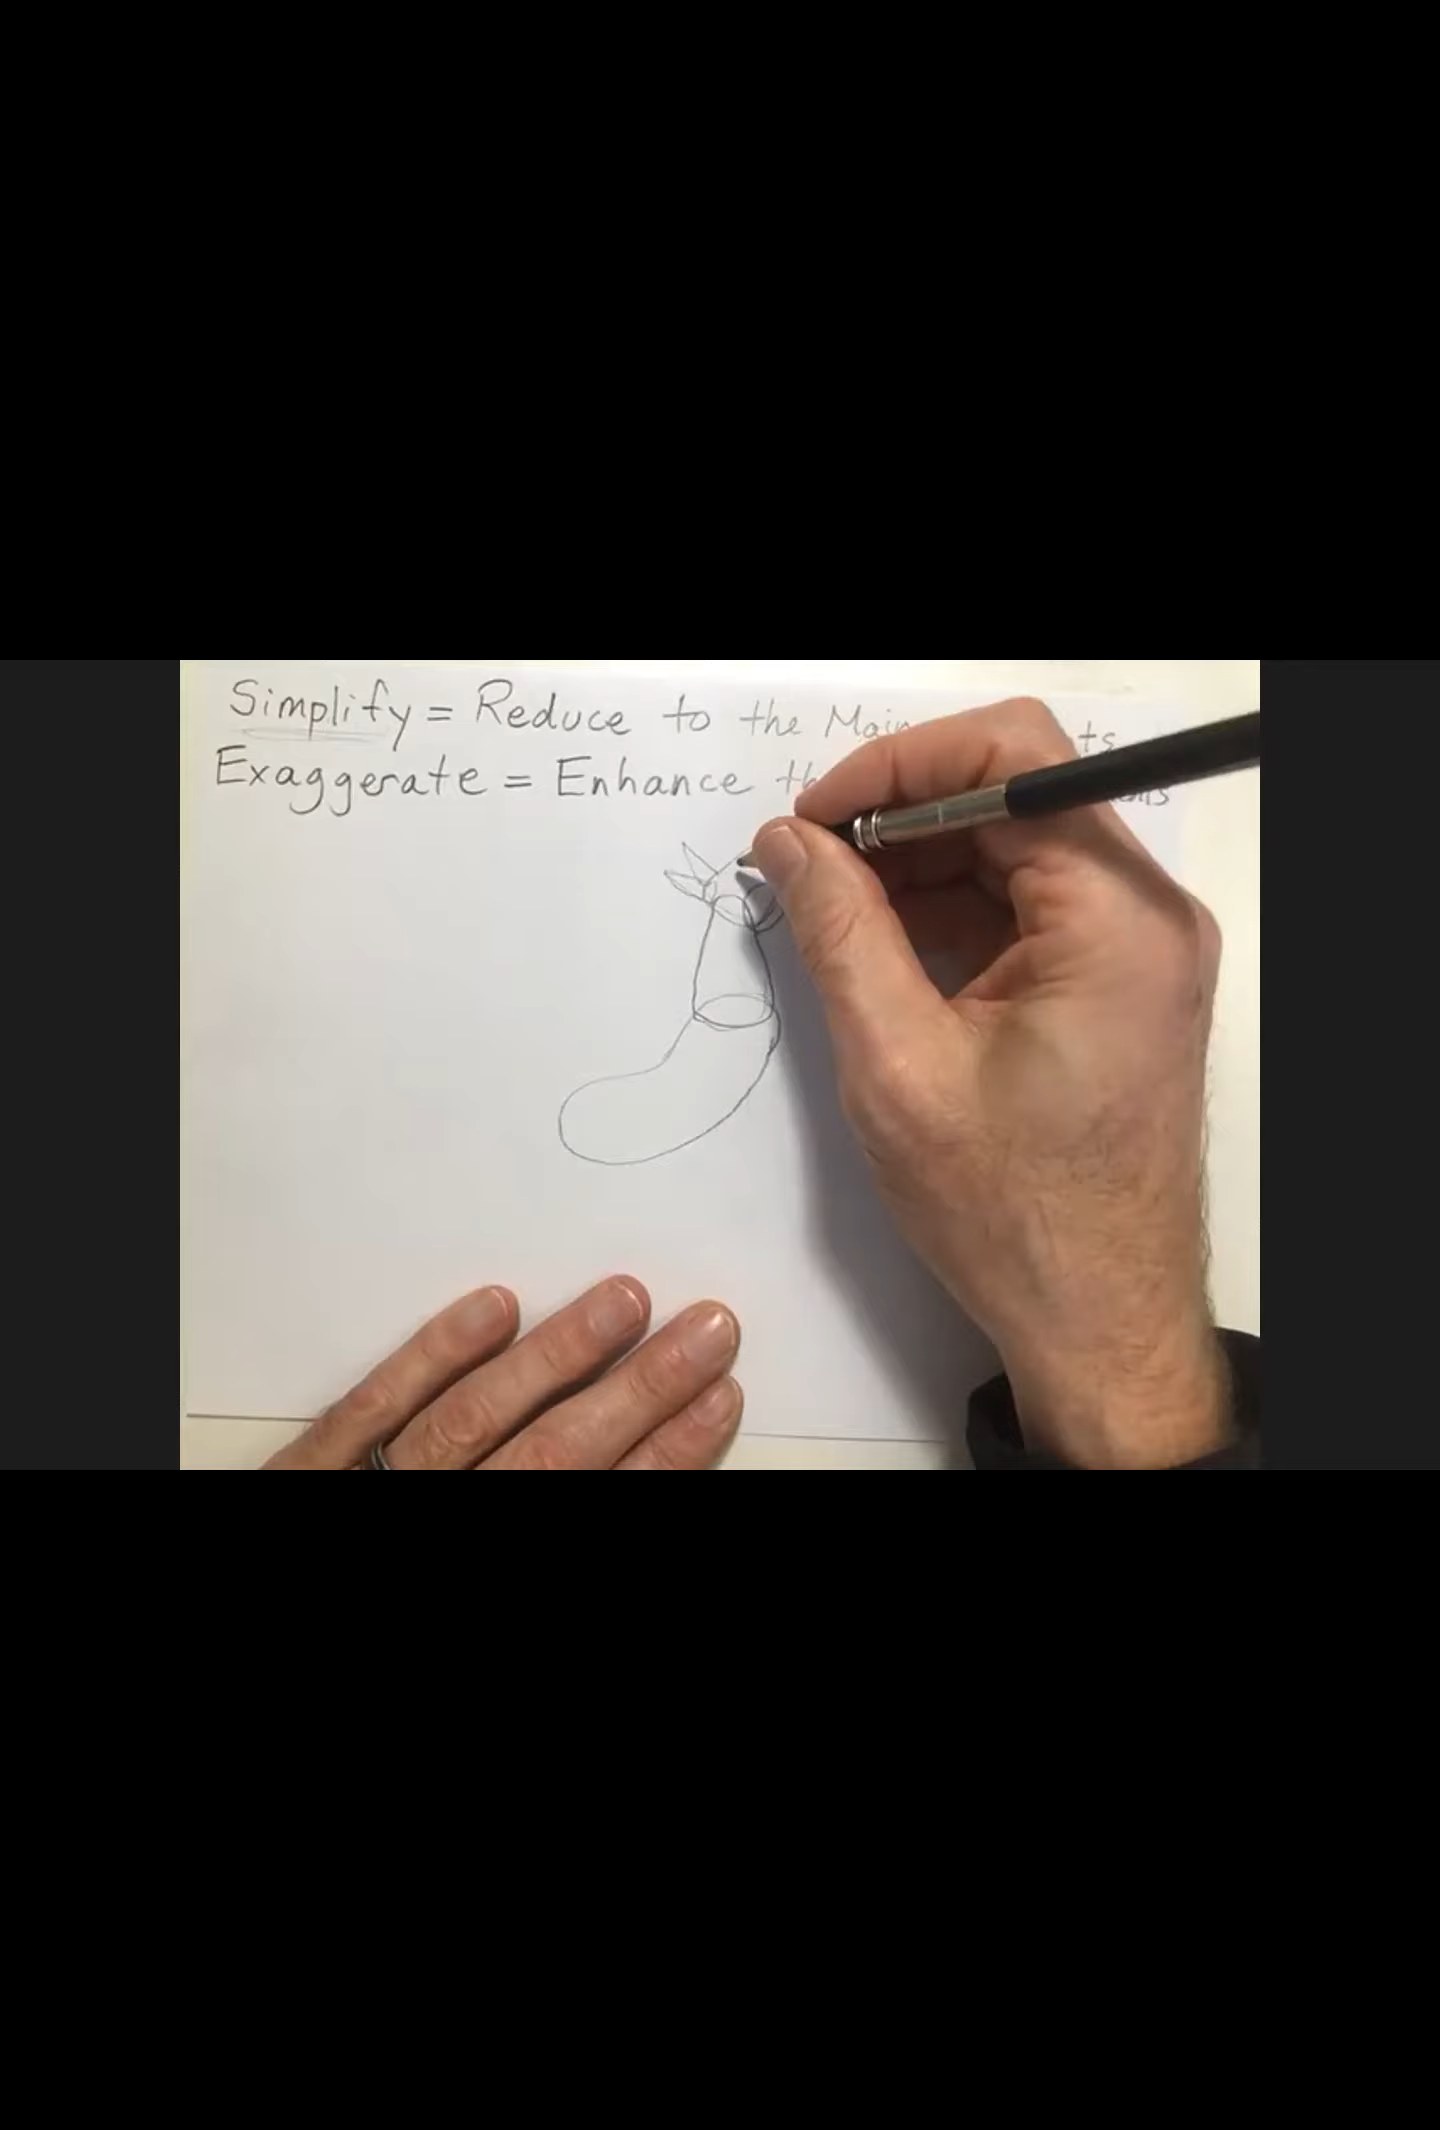 Simplify = Reduce to the Main
Exaggerate = Enhance